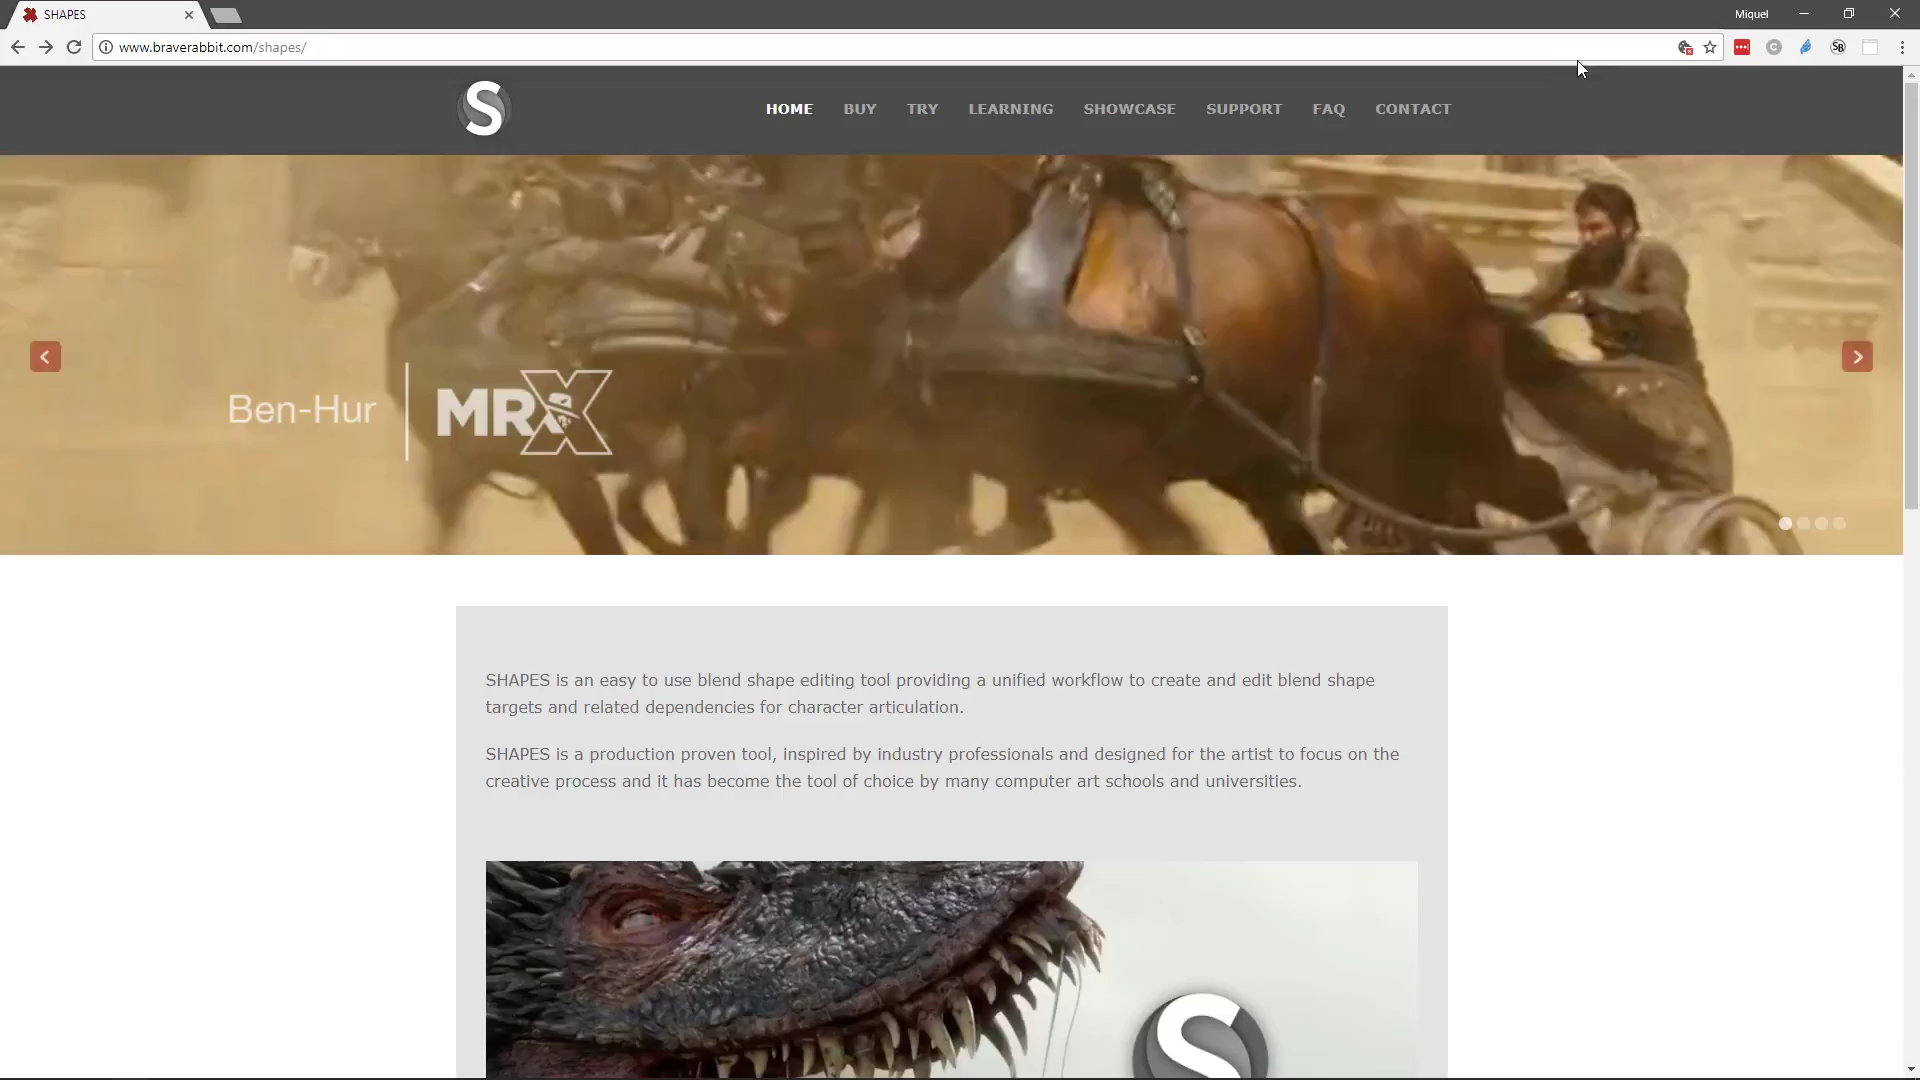 SHAPES
Miquel
www.braverabbit.com/shapes/
C
SB
S
HOME BUY TRY LEARNING SHOWCASE SUPPORT FAQ CONTACT
Ben-Hur MRX
SHAPES is an easy to use blend shape editing tool providing a unified workflow to create and edit blend shape
targets and related dependencies for character articulation.
SHAPES is a production proven tool, inspired by industry professionals and designed for the artist to focus on the
creative process and it has become the tool of choice by many computer art schools and universities.
S